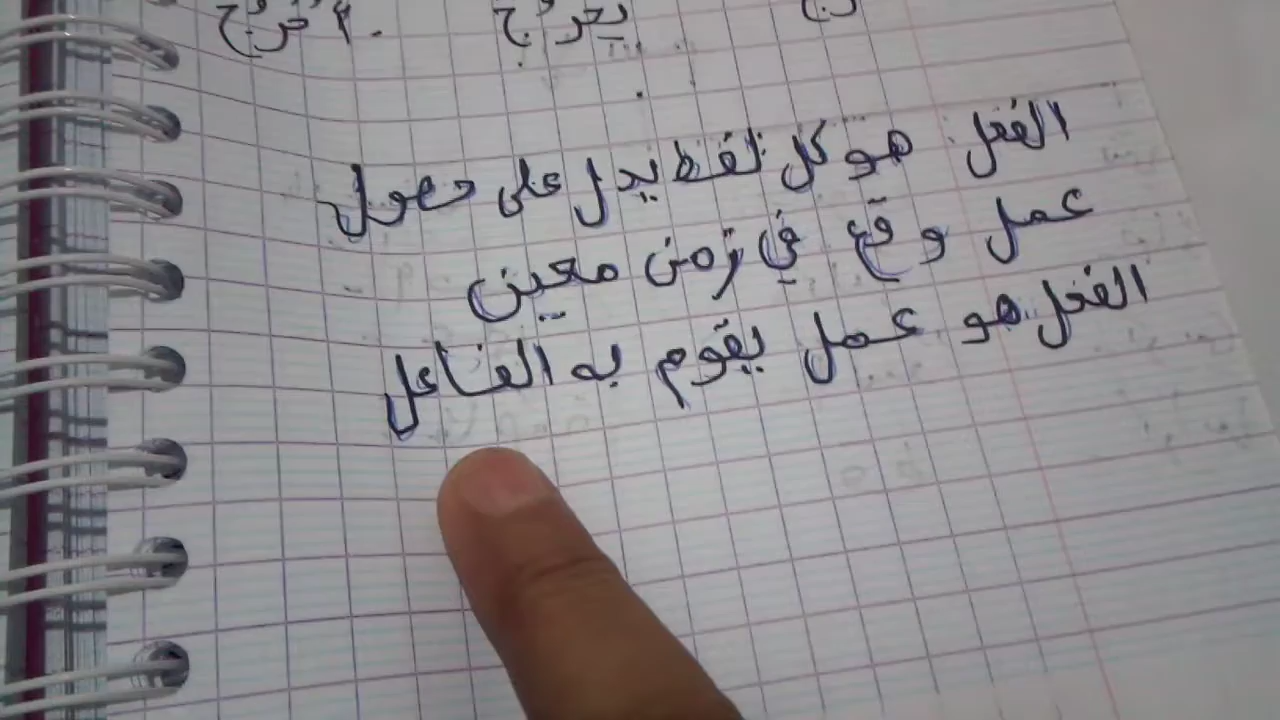 يخرج أخرج
الفعل هو كل لفظ يدل على حصول
عمل وقع في زمن معين
الفعل هو عمل يقوم به الفاعل